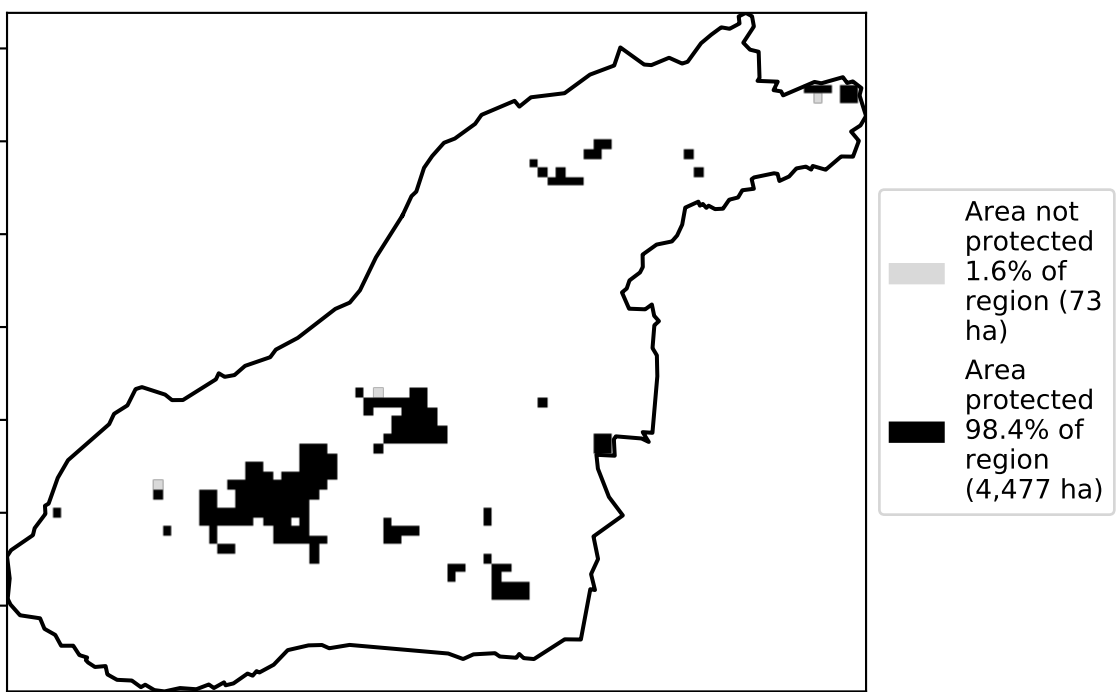 Area not
protected
1.6% of
region (73
ha)
Area
protected
98.4% of
region
(4,477 ha)